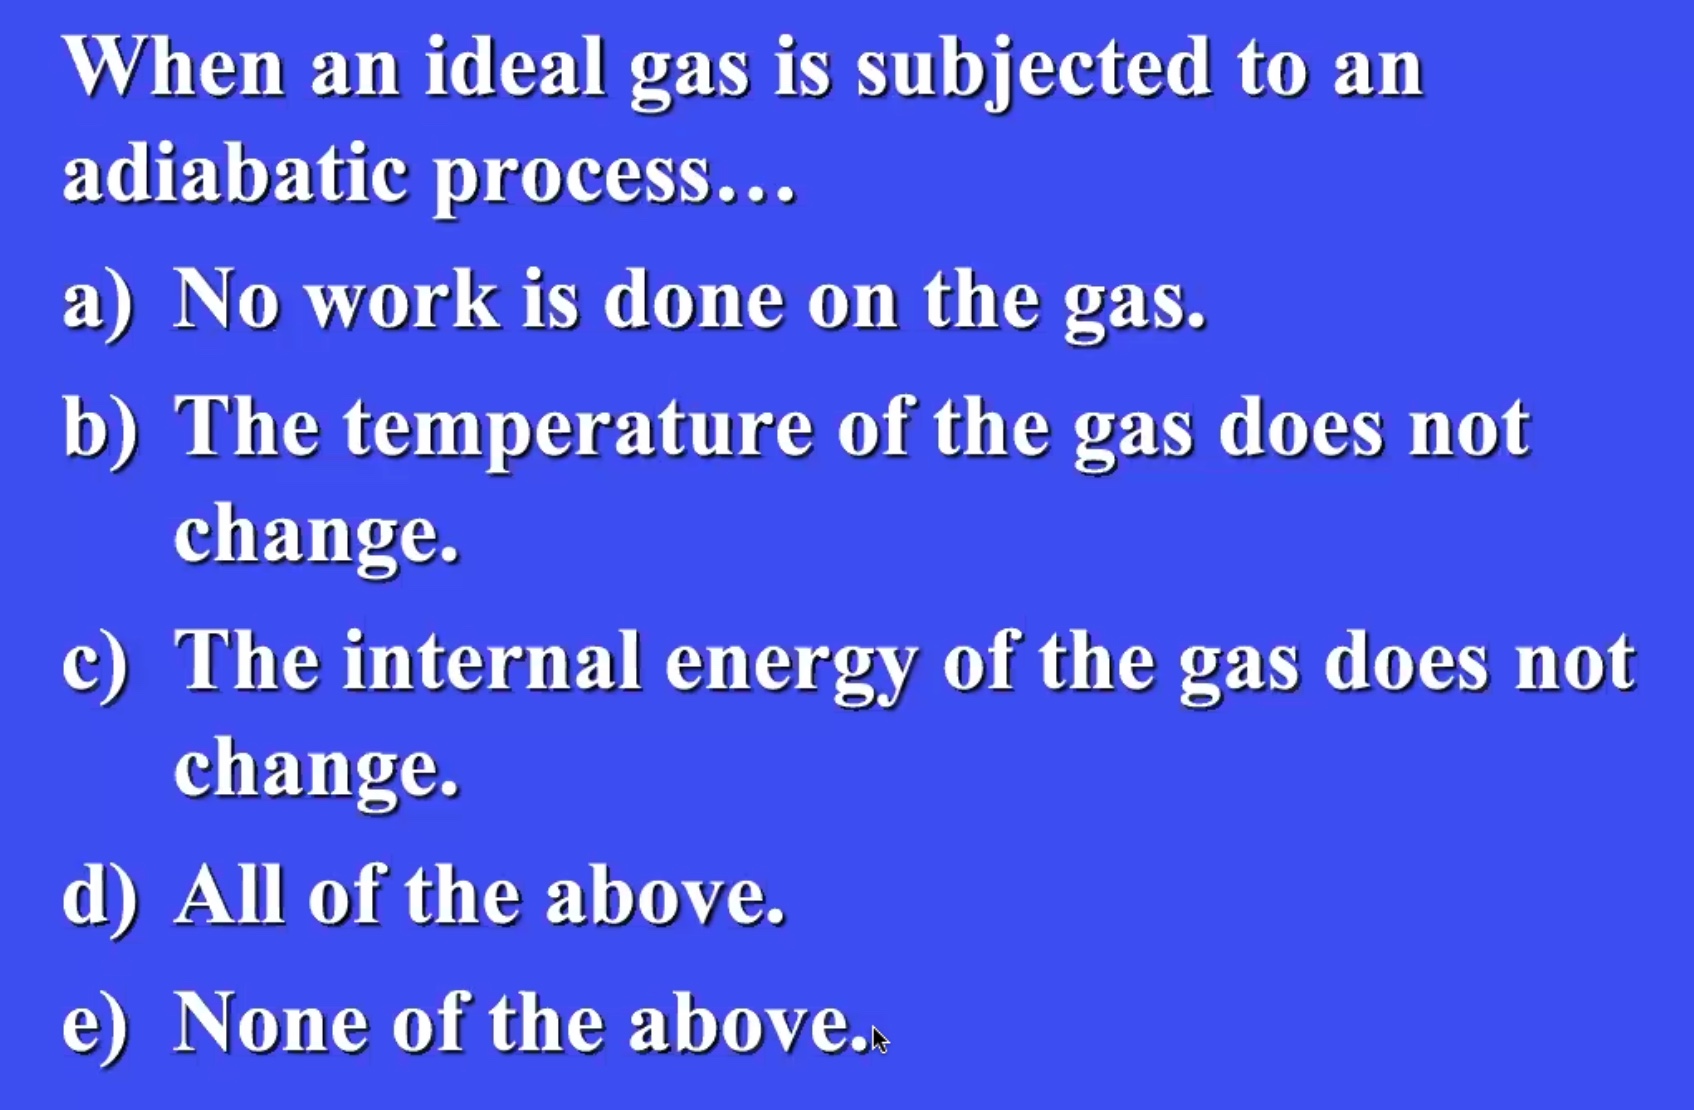 When an ideal gas is subjected to an
adiabatic process…
a) No work is done on the gas.
b) The temperature of the gas does not
change.
c) The internal energy of the gas does not
change.
d) All of the above.
e) None of the above.